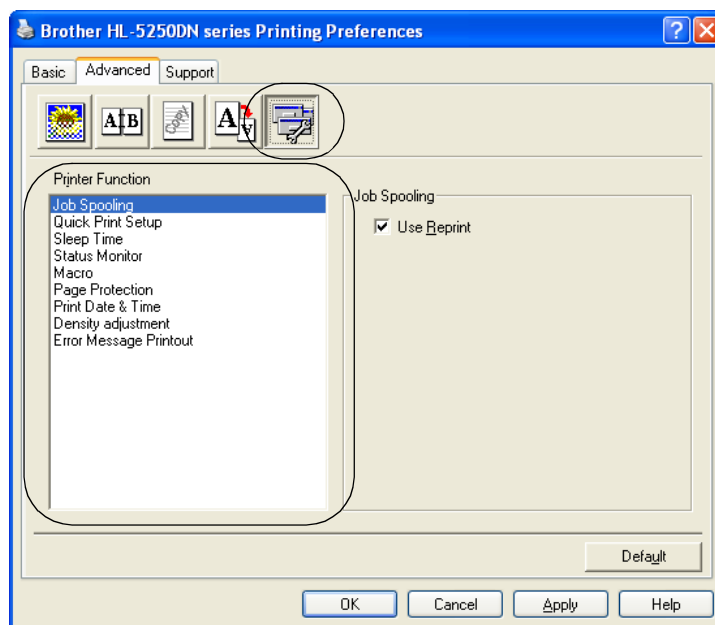 Brother HL-5250DN series Printing Preferences
Basic Advanced Support
A B
COPY
A A
Printer Function
Job Spooling
Quick Print Setup
Sleep Time
Status Monitor
Macro
Page Protection
Print Date & Time
Density adjustment
Error Message Printout
Job Spooling
Use Reprint
Default
OK Cancel Apply Help